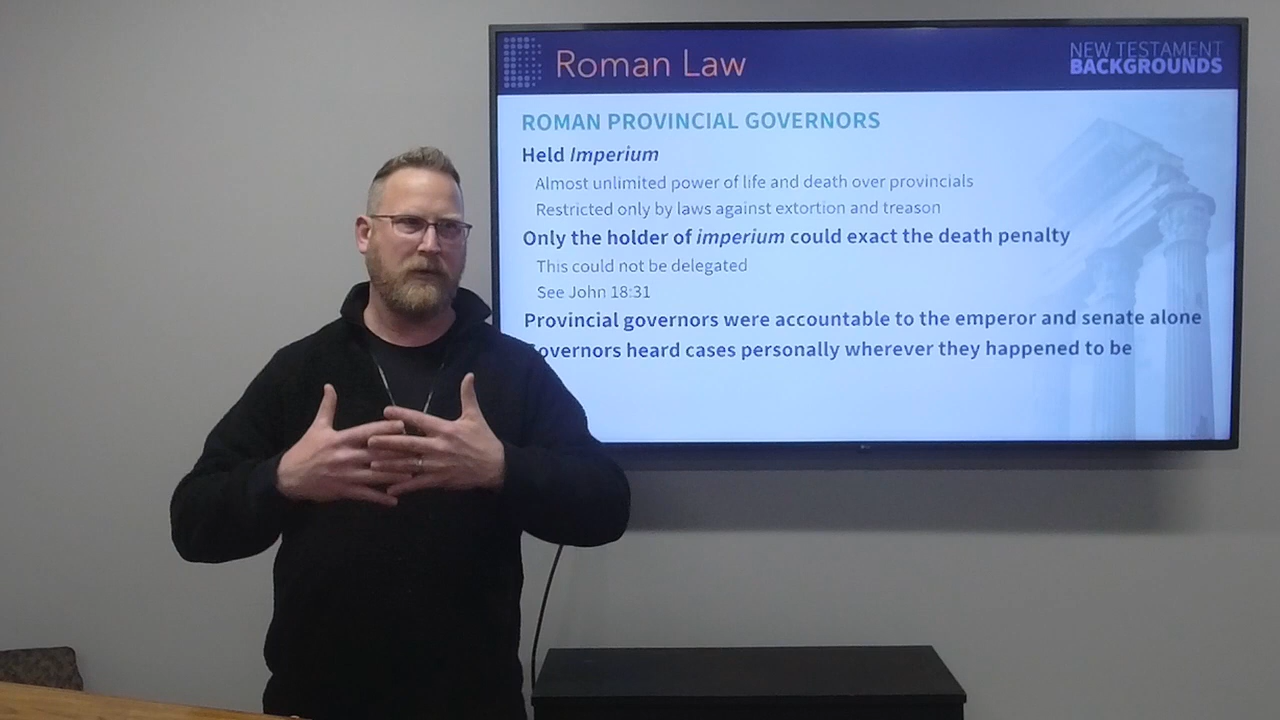 Roman Law
NEW TESTAMENT
BACKGROUNDS
ROMAN PROVINCIAL GOVERNORS
Held Imperium
Almost unlimited power of life and death over provincials
Restricted only by laws against extortion and treason
Only the holder of imperium could exact the death penalty
This could not be delegated
See John 18:31
Provincial governors were accountable to the emperor and senate alone
Governors heard cases personally wherever they happened to be